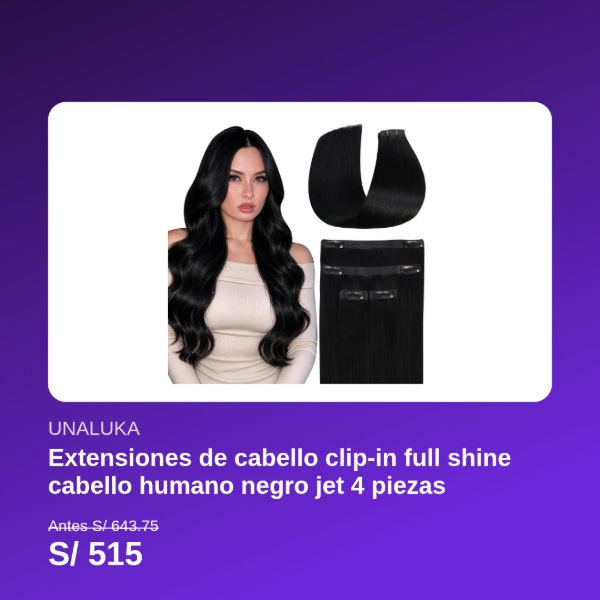 UNALUKA
Extensiones de cabello clip-in full shine
cabello humano negro jet 4 piezas
Antes S/ 643.75
S/ 515